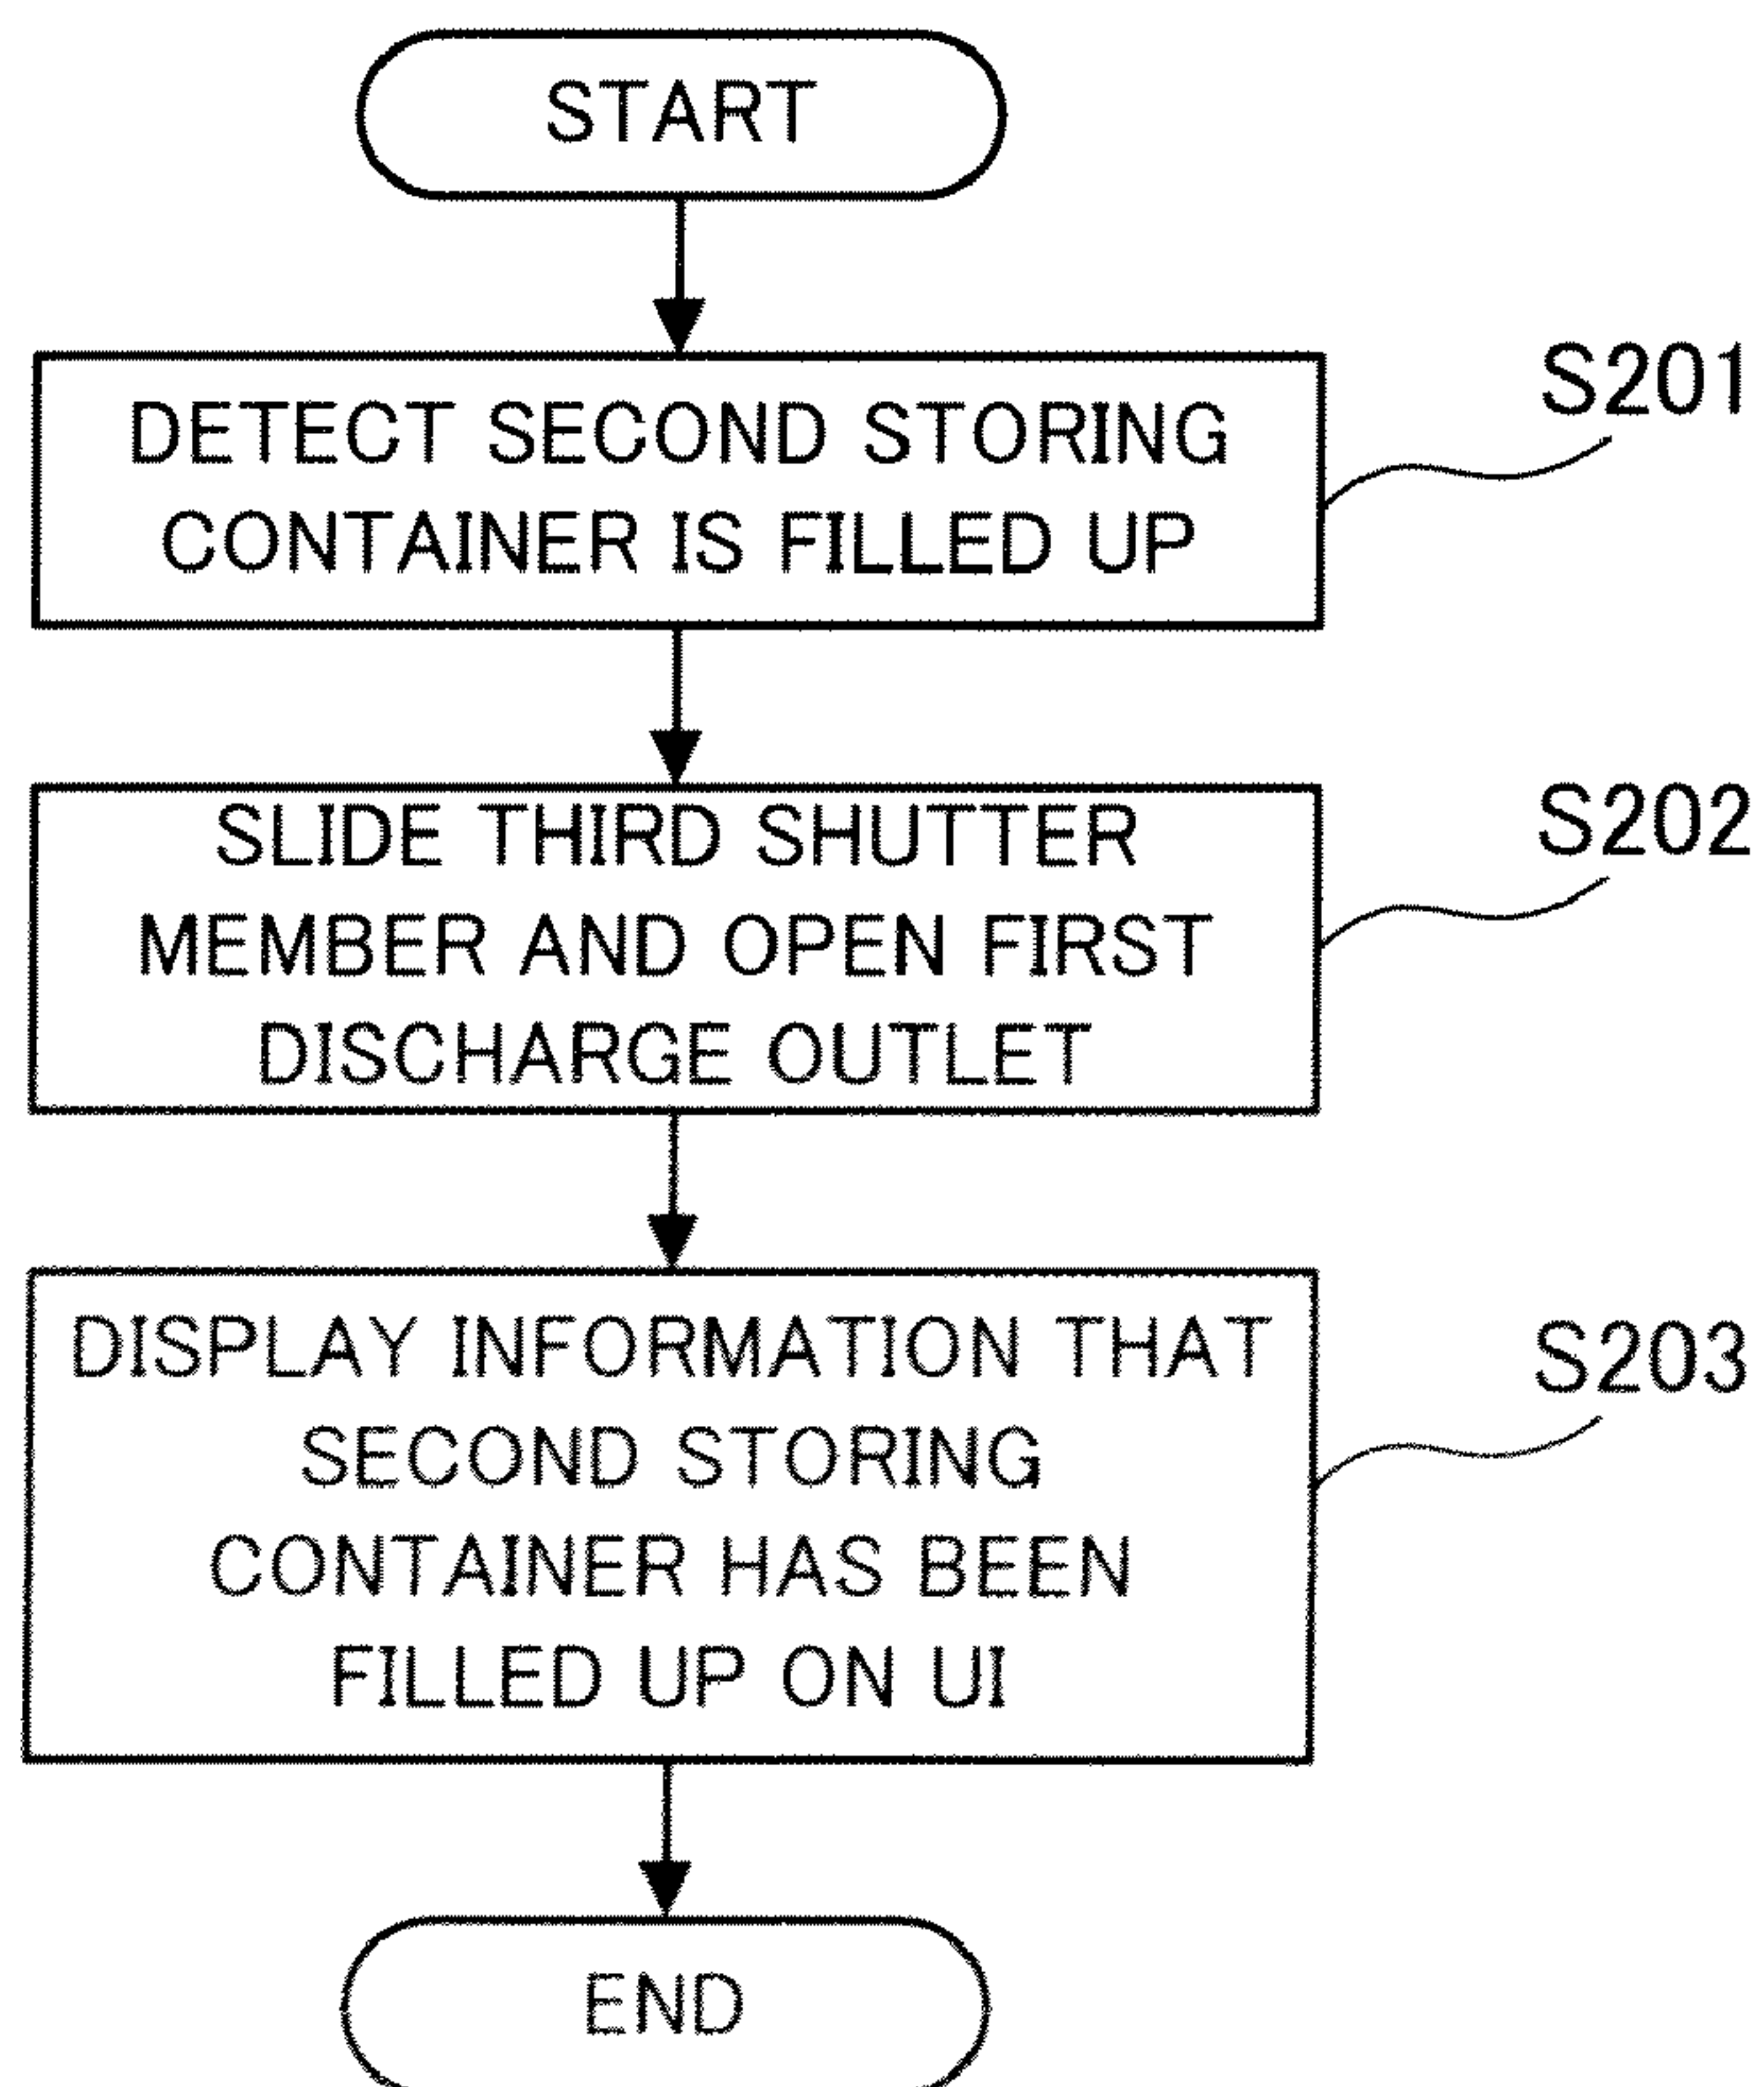 START
DETECT SECOND STORING
CONTAINER IS FILLED UP
S201
SLIDE THIRD SHUTTER
MEMBER AND OPEN FIRST
DISCHARGE OUTLET
S202
DISPLAY INFORMATION THAT
SECOND STORING
CONTAINER HAS BEEN
FILLED UP ON UI
S203
END